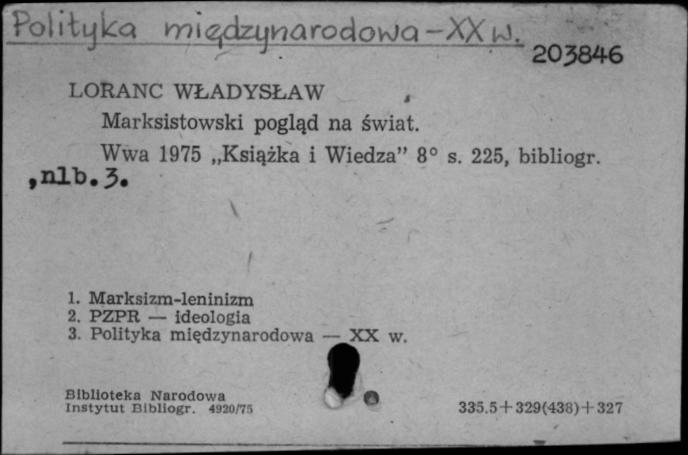 Polityka międzynarodowa – XX w.
203846
LORANC WŁADYSŁAW
Marksistowski pogląd na świat.
Wwa 1975 „Książka i Wiedza” 8° s. 225, bibliogr.
,nlb. 3.
1. Marksizm-leninizm
2. PZPR — ideologia
3. Polityka międzynarodowa — XX w.
Biblioteka Narodowa
Instytut Bibliogr. 4920/75
335.5+329(438)+327